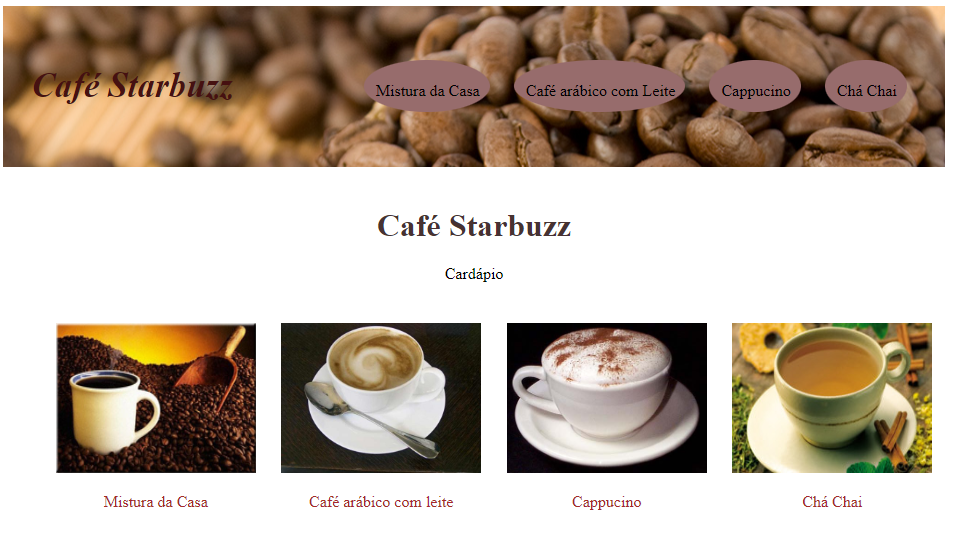 Café Starbuzz
Mistura da Casa
Café arábico com Leite
Cappucino
Chá Chai
Café Starbuzz
Cardápio
Mistura da Casa
Café arábico com leite
Cappucino
Chá Chai